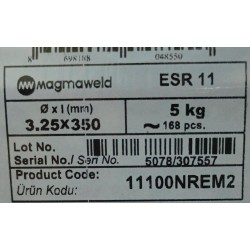 magmaweld
ESR 11
Ø x l (mm)
3.25x350
5 kg
≈ 168 pcs.
Lot No.
Serial No./ Seri No.
5078/307557
Product Code:
Ürün Kodu:
11100NREM2